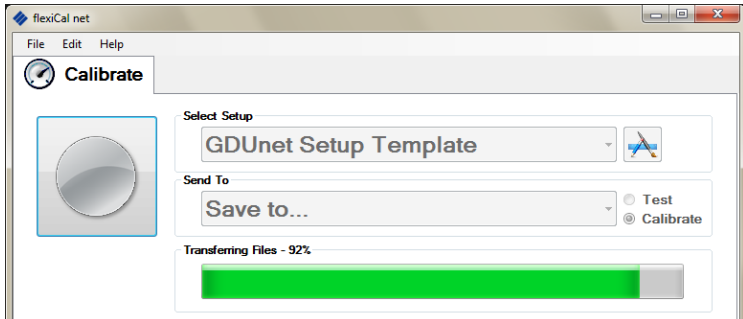 flexiCal net
File Edit Help
Calibrate
Select Setup
GDUnet Setup Template
Send To
Save to...
Test
Calibrate
Transferring Files - 92%